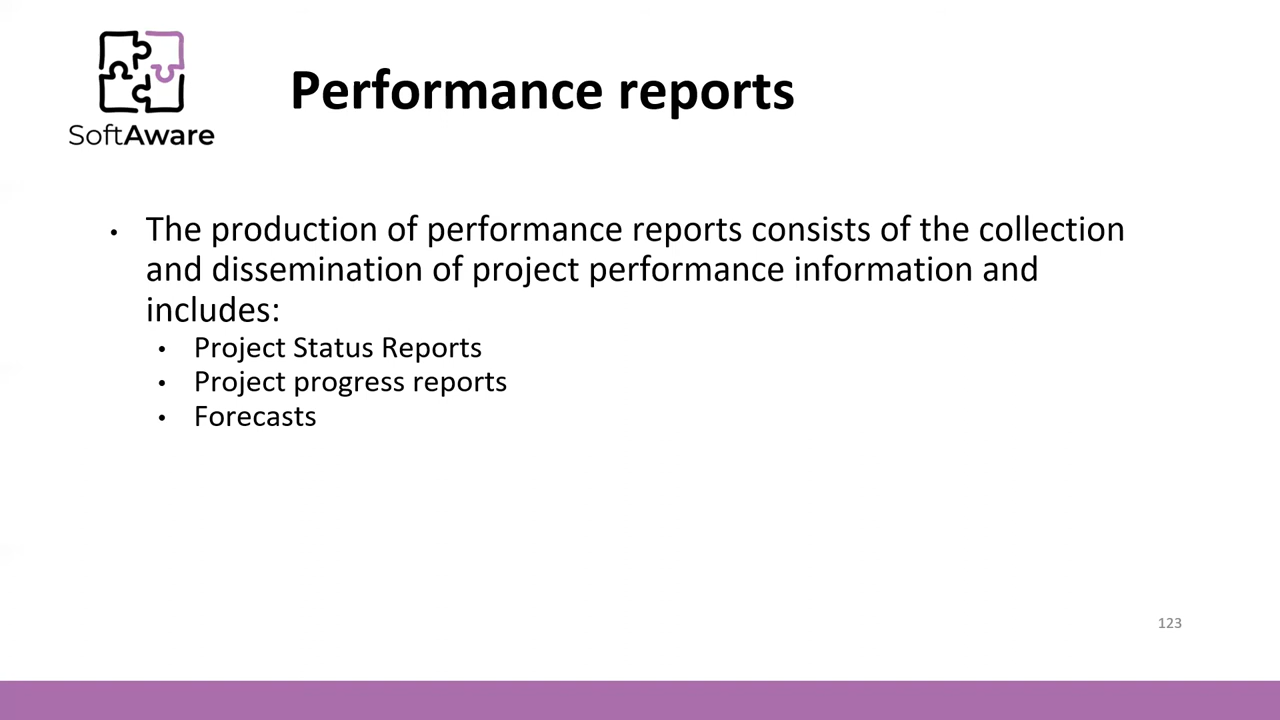 SoftAware
Performance reports
• The production of performance reports consists of the collection
and dissemination of project performance information and
includes:
• Project Status Reports
• Project progress reports
• Forecasts
123